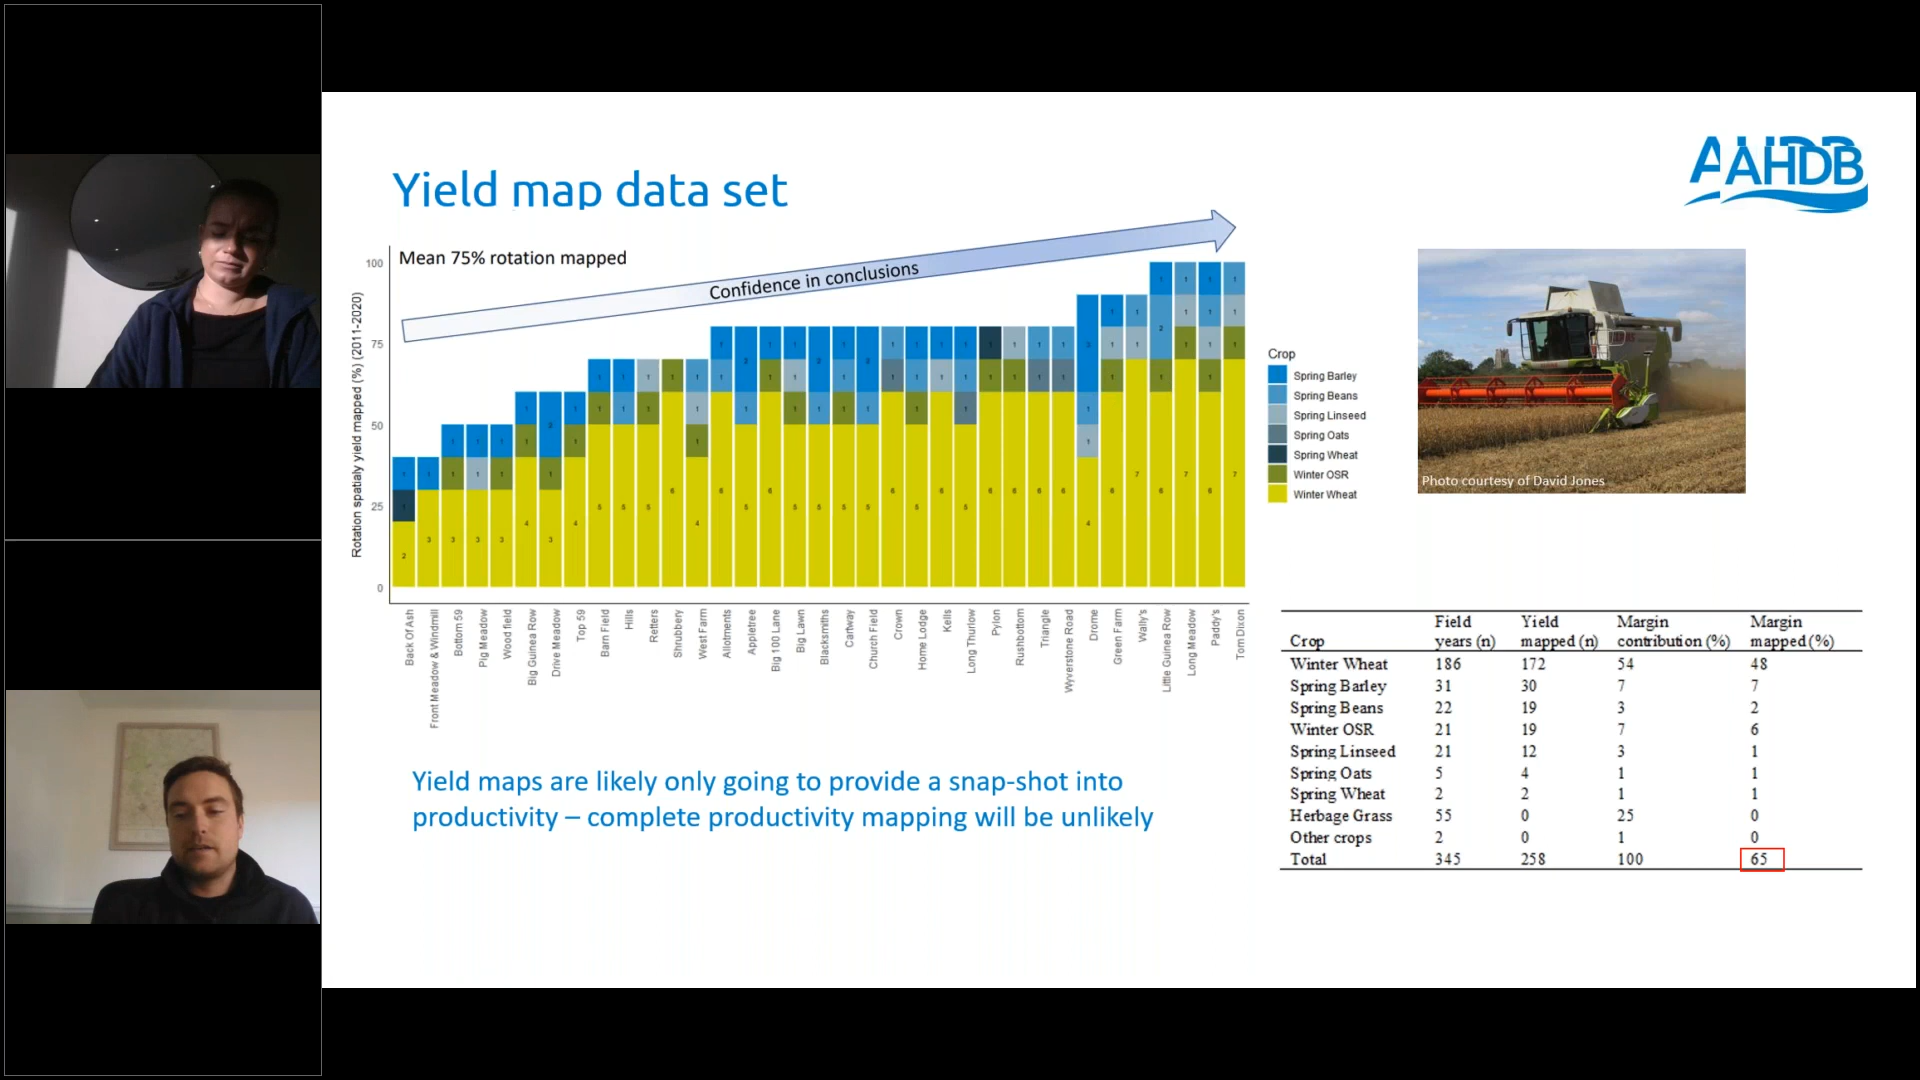 Yield map data set
AAHDB
Mean 75% rotation mapped
Confidence in conclusions
Rotation spatialy yield mapped (%) (2011-2020)
100
75
50
25
0
Back Of Ash
Front Meadow & Windmill
Bottom 59
Pig Meadow
Wood field
Big Guinea Row
Drive Meadow
Top 59
Barn Field
Hills
Retters
Shrubbery
West Farm
Allotments
Appletree
Big 100 Lane
Big Lawn
Blacksmiths
Cartway
Church Field
Crown
Home Lodge
Kells
Long Thurlow
Pylon
Rushbottom
Triangle
Wyverstone Road
Drome
Green Farm
Wally's
Little Guinea Row
Long Meadow
Paddy's
Tom Dixon
Crop
Spring Barley
Spring Beans
Spring Linseed
Spring Oats
Spring Wheat
Winter OSR
Winter Wheat
Photo courtesy of David Jones
Crop Field years (n) Yield mapped (n) Margin contribution (%) Margin mapped (%)
Winter Wheat 186 172 54 48
Spring Barley 31 30 7 7
Spring Beans 22 19 3 2
Winter OSR 21 19 7 6
Spring Linseed 21 12 3 1
Spring Oats 5 4 1 1
Spring Wheat 2 2 1 1
Herbage Grass 55 0 25 0
Other crops 2 0 1 0
Total 345 258 100 65
Yield maps are likely only going to provide a snap-shot into
productivity – complete productivity mapping will be unlikely